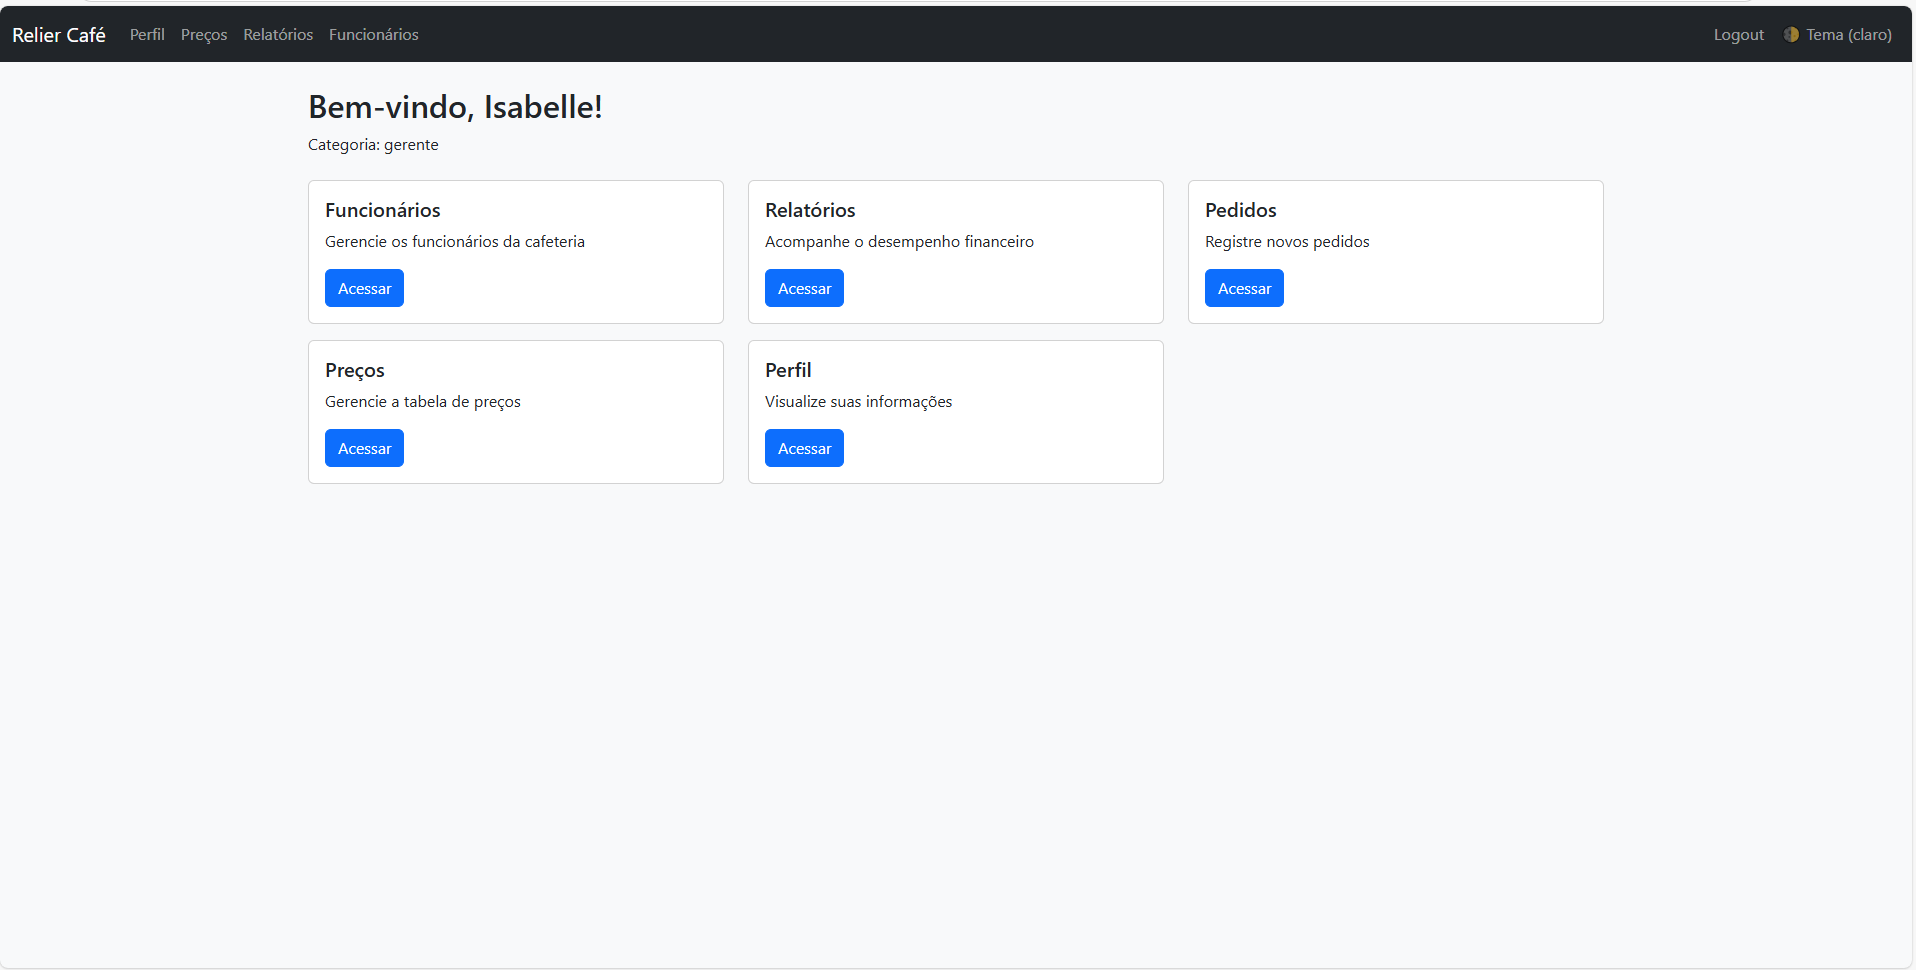 Relier Café Perfil Preços Relatórios Funcionários Logout Tema (claro)
Bem-vindo, Isabelle!
Categoria: gerente
Funcionários
Gerencie os funcionários da cafeteria
Acessar
Relatórios
Acompanhe o desempenho financeiro
Acessar
Pedidos
Registre novos pedidos
Acessar
Preços
Gerencie a tabela de preços
Acessar
Perfil
Visualize suas informações
Acessar